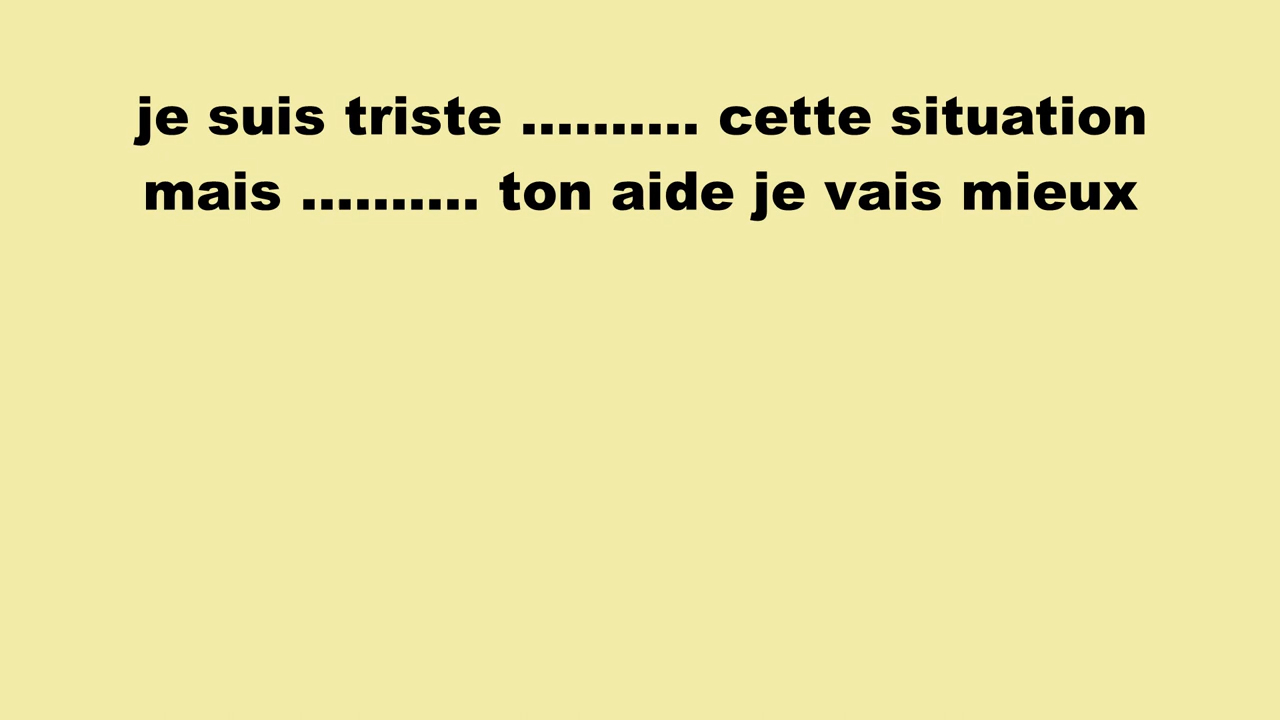 je suis triste .......... cette situation
mais .......... ton aide je vais mieux